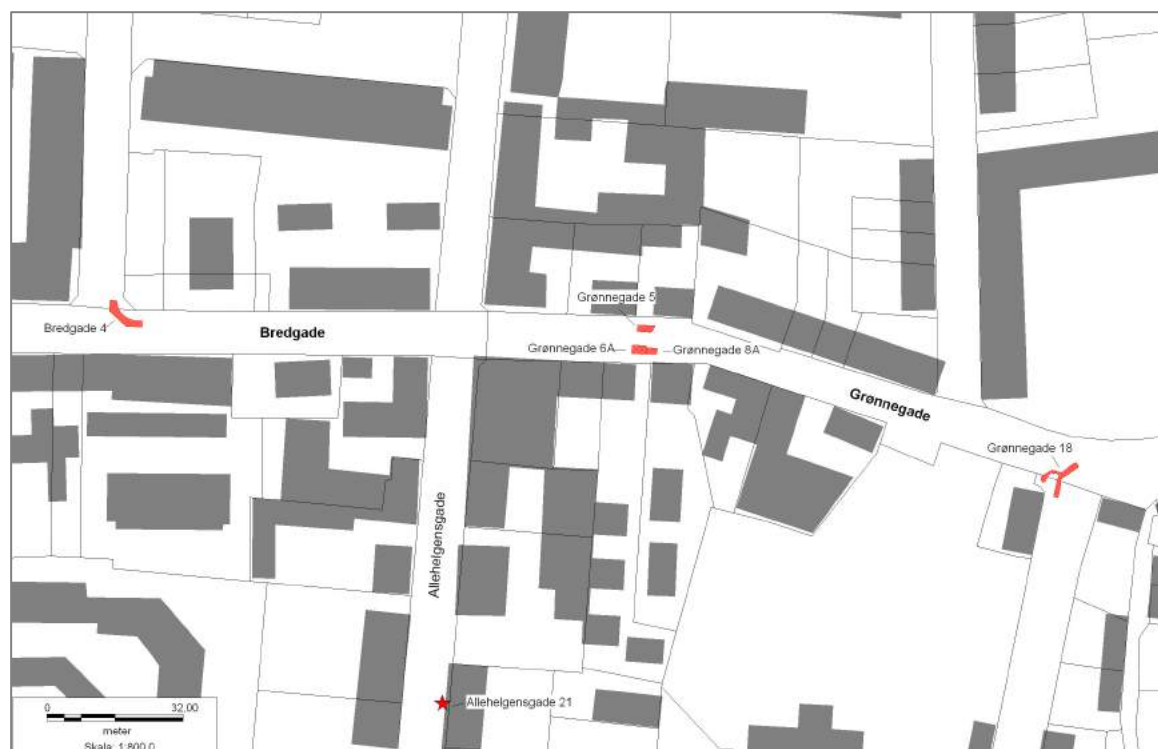 Grønnegade 5
Bredgade 4
Bredgade
Grønnegade 6A
Grønnegade 8A
Grønnegade
Grønnegade 18
Allehelgensgade
Allehelgensgade 21
0 32,00
meter
Skala: 1:800,0